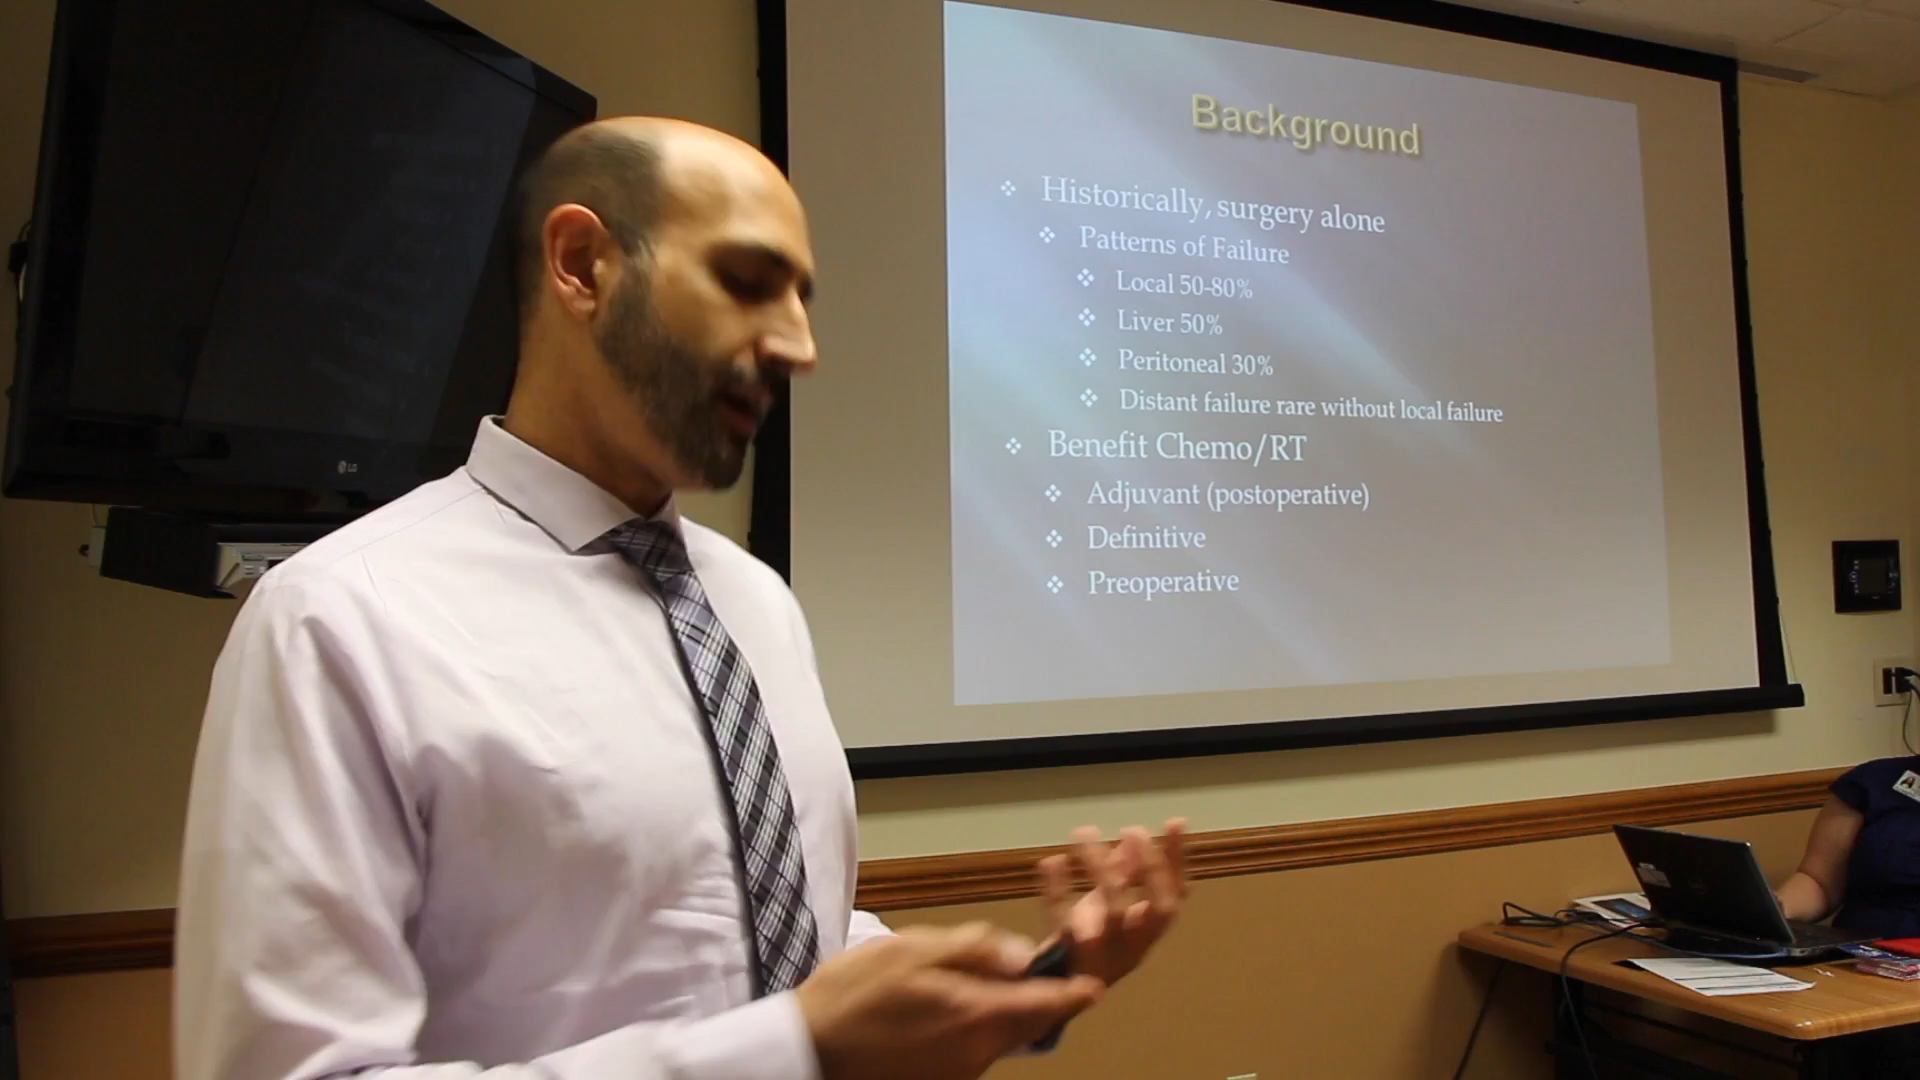 Background
Historically, surgery alone
Patterns of Failure
Local 50-80%
Liver 50%
Peritoneal 30%
Distant failure rare without local failure
Benefit Chemo/RT
Adjuvant (postoperative)
Definitive
Preoperative
LG